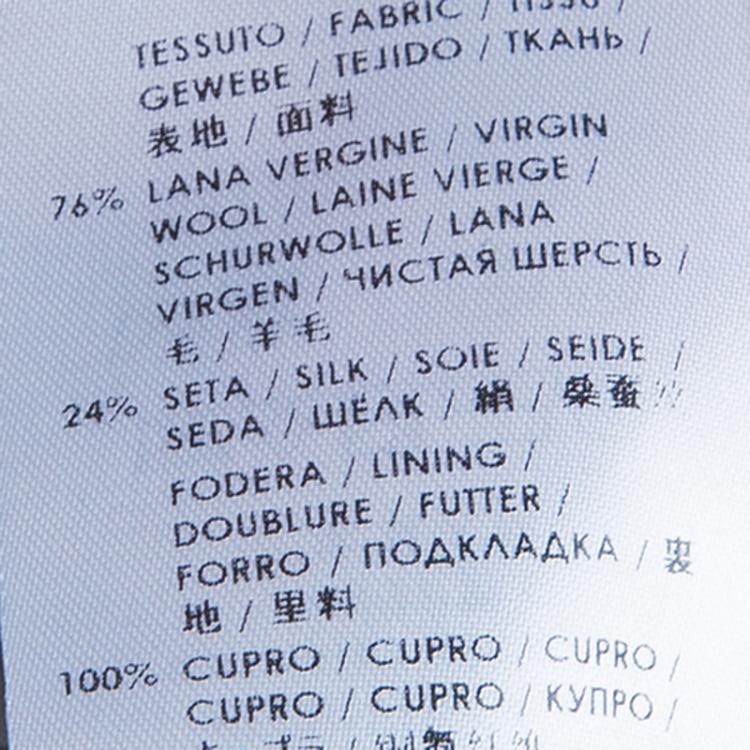 TESSUTO / FABRIC / TISSU /
GEWEBE / TEJIDO / ТКАНЬ /
表地 / 面料
76% LANA VERGINE / VIRGIN
WOOL / LAINE VIERGE /
SCHURWOLLE / LANA
VIRGEN / ЧИСТАЯ ШЕРСТЬ /
毛 / 羊毛
24% SETA / SILK / SOIE / SEIDE /
SEDA / ШЁЛК / 絹 / 桑蚕
FODERA / LINING /
DOUBLURE / FUTTER /
FORRO / ПОДКЛАДКА / 裏
地 / 里料
100% CUPRO / CUPRO / CUPRO /
CUPRO / CUPRO / КУПРО /